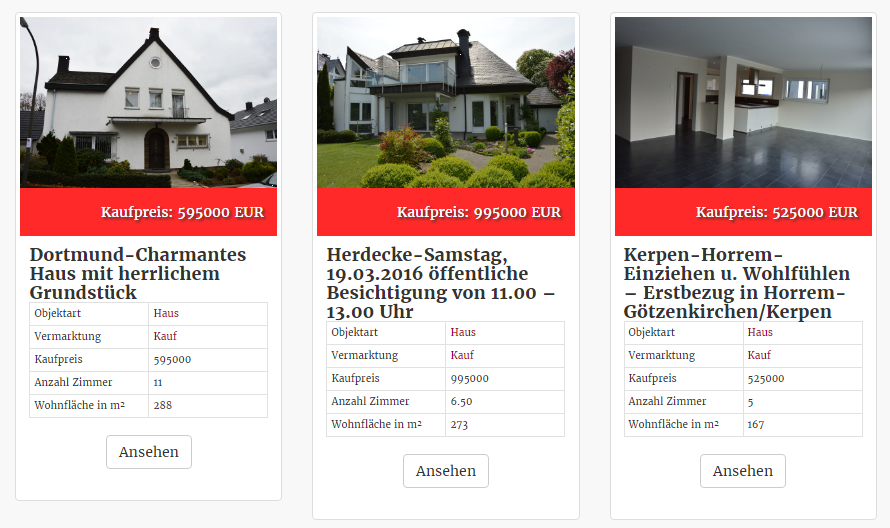 Kaufpreis: 595000 EUR
Dortmund-Charmantes
Haus mit herrlichem
Grundstück
Objektart Haus
Vermarktung Kauf
Kaufpreis 595000
Anzahl Zimmer 11
Wohnfläche in m² 288
Ansehen
Kaufpreis: 995000 EUR
Herdecke-Samstag,
19.03.2016 öffentliche
Besichtigung von 11.00 –
13.00 Uhr
Objektart Haus
Vermarktung Kauf
Kaufpreis 995000
Anzahl Zimmer 6.50
Wohnfläche in m² 273
Ansehen
Kaufpreis: 525000 EUR
Kerpen-Horrem-
Einziehen u. Wohlfühlen
– Erstbezug in Horrem-
Götzenkirchen/Kerpen
Objektart Haus
Vermarktung Kauf
Kaufpreis 525000
Anzahl Zimmer 5
Wohnfläche in m² 167
Ansehen